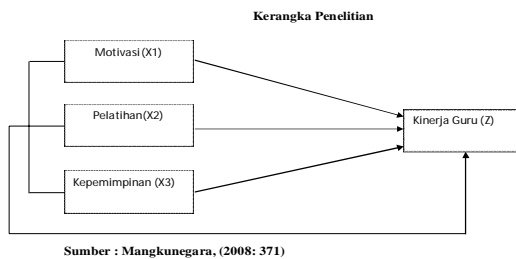 Kerangka Penelitian
Motivasi (X1)
Pelatihan(X2)
Kinerja Guru (Z)
Kepemimpinan (X3)
Sumber : Mangkunegara, (2008: 371)